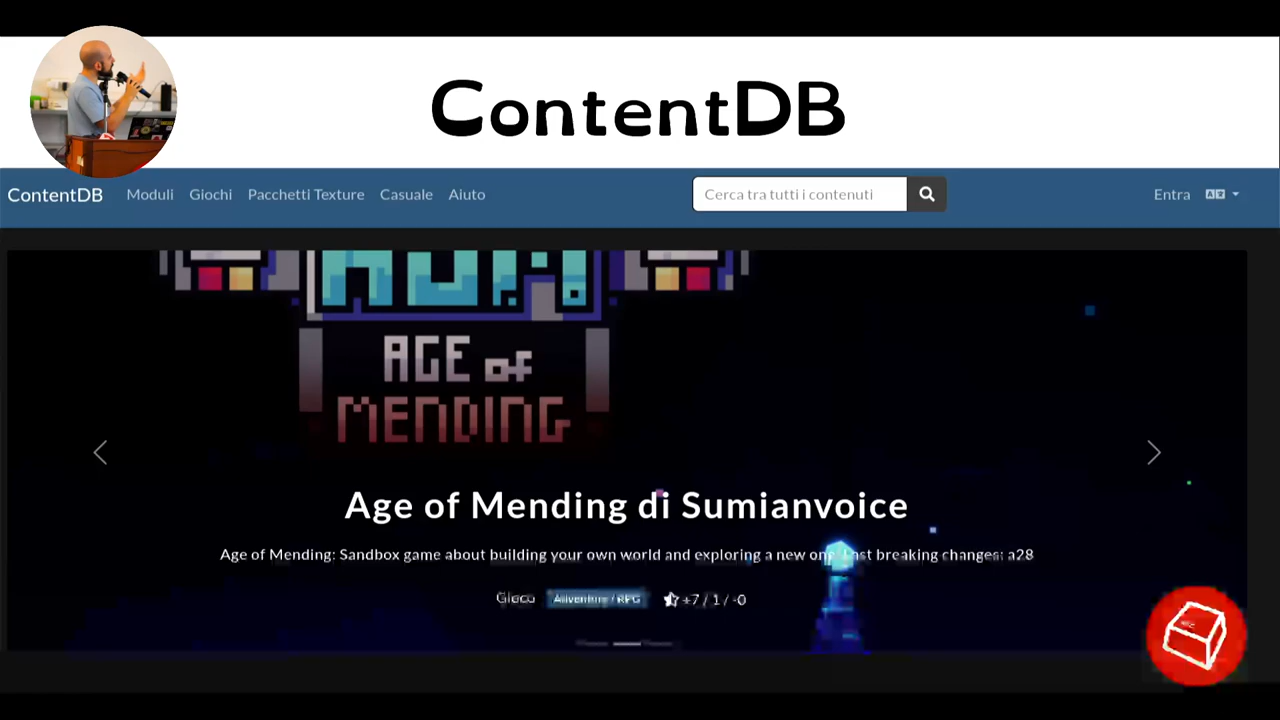 ContentDB
ContentDB Moduli Giochi Pacchetti Texture Casuale Aiuto Cerca tra tutti i contenuti Entra
AGE of
MENDING
Age of Mending di Sumianvoice
Age of Mending: Sandbox game about building your own world and exploring a new one. Last breaking changes: a28
Gioco Adventure / RPG +7 / 1 / -0